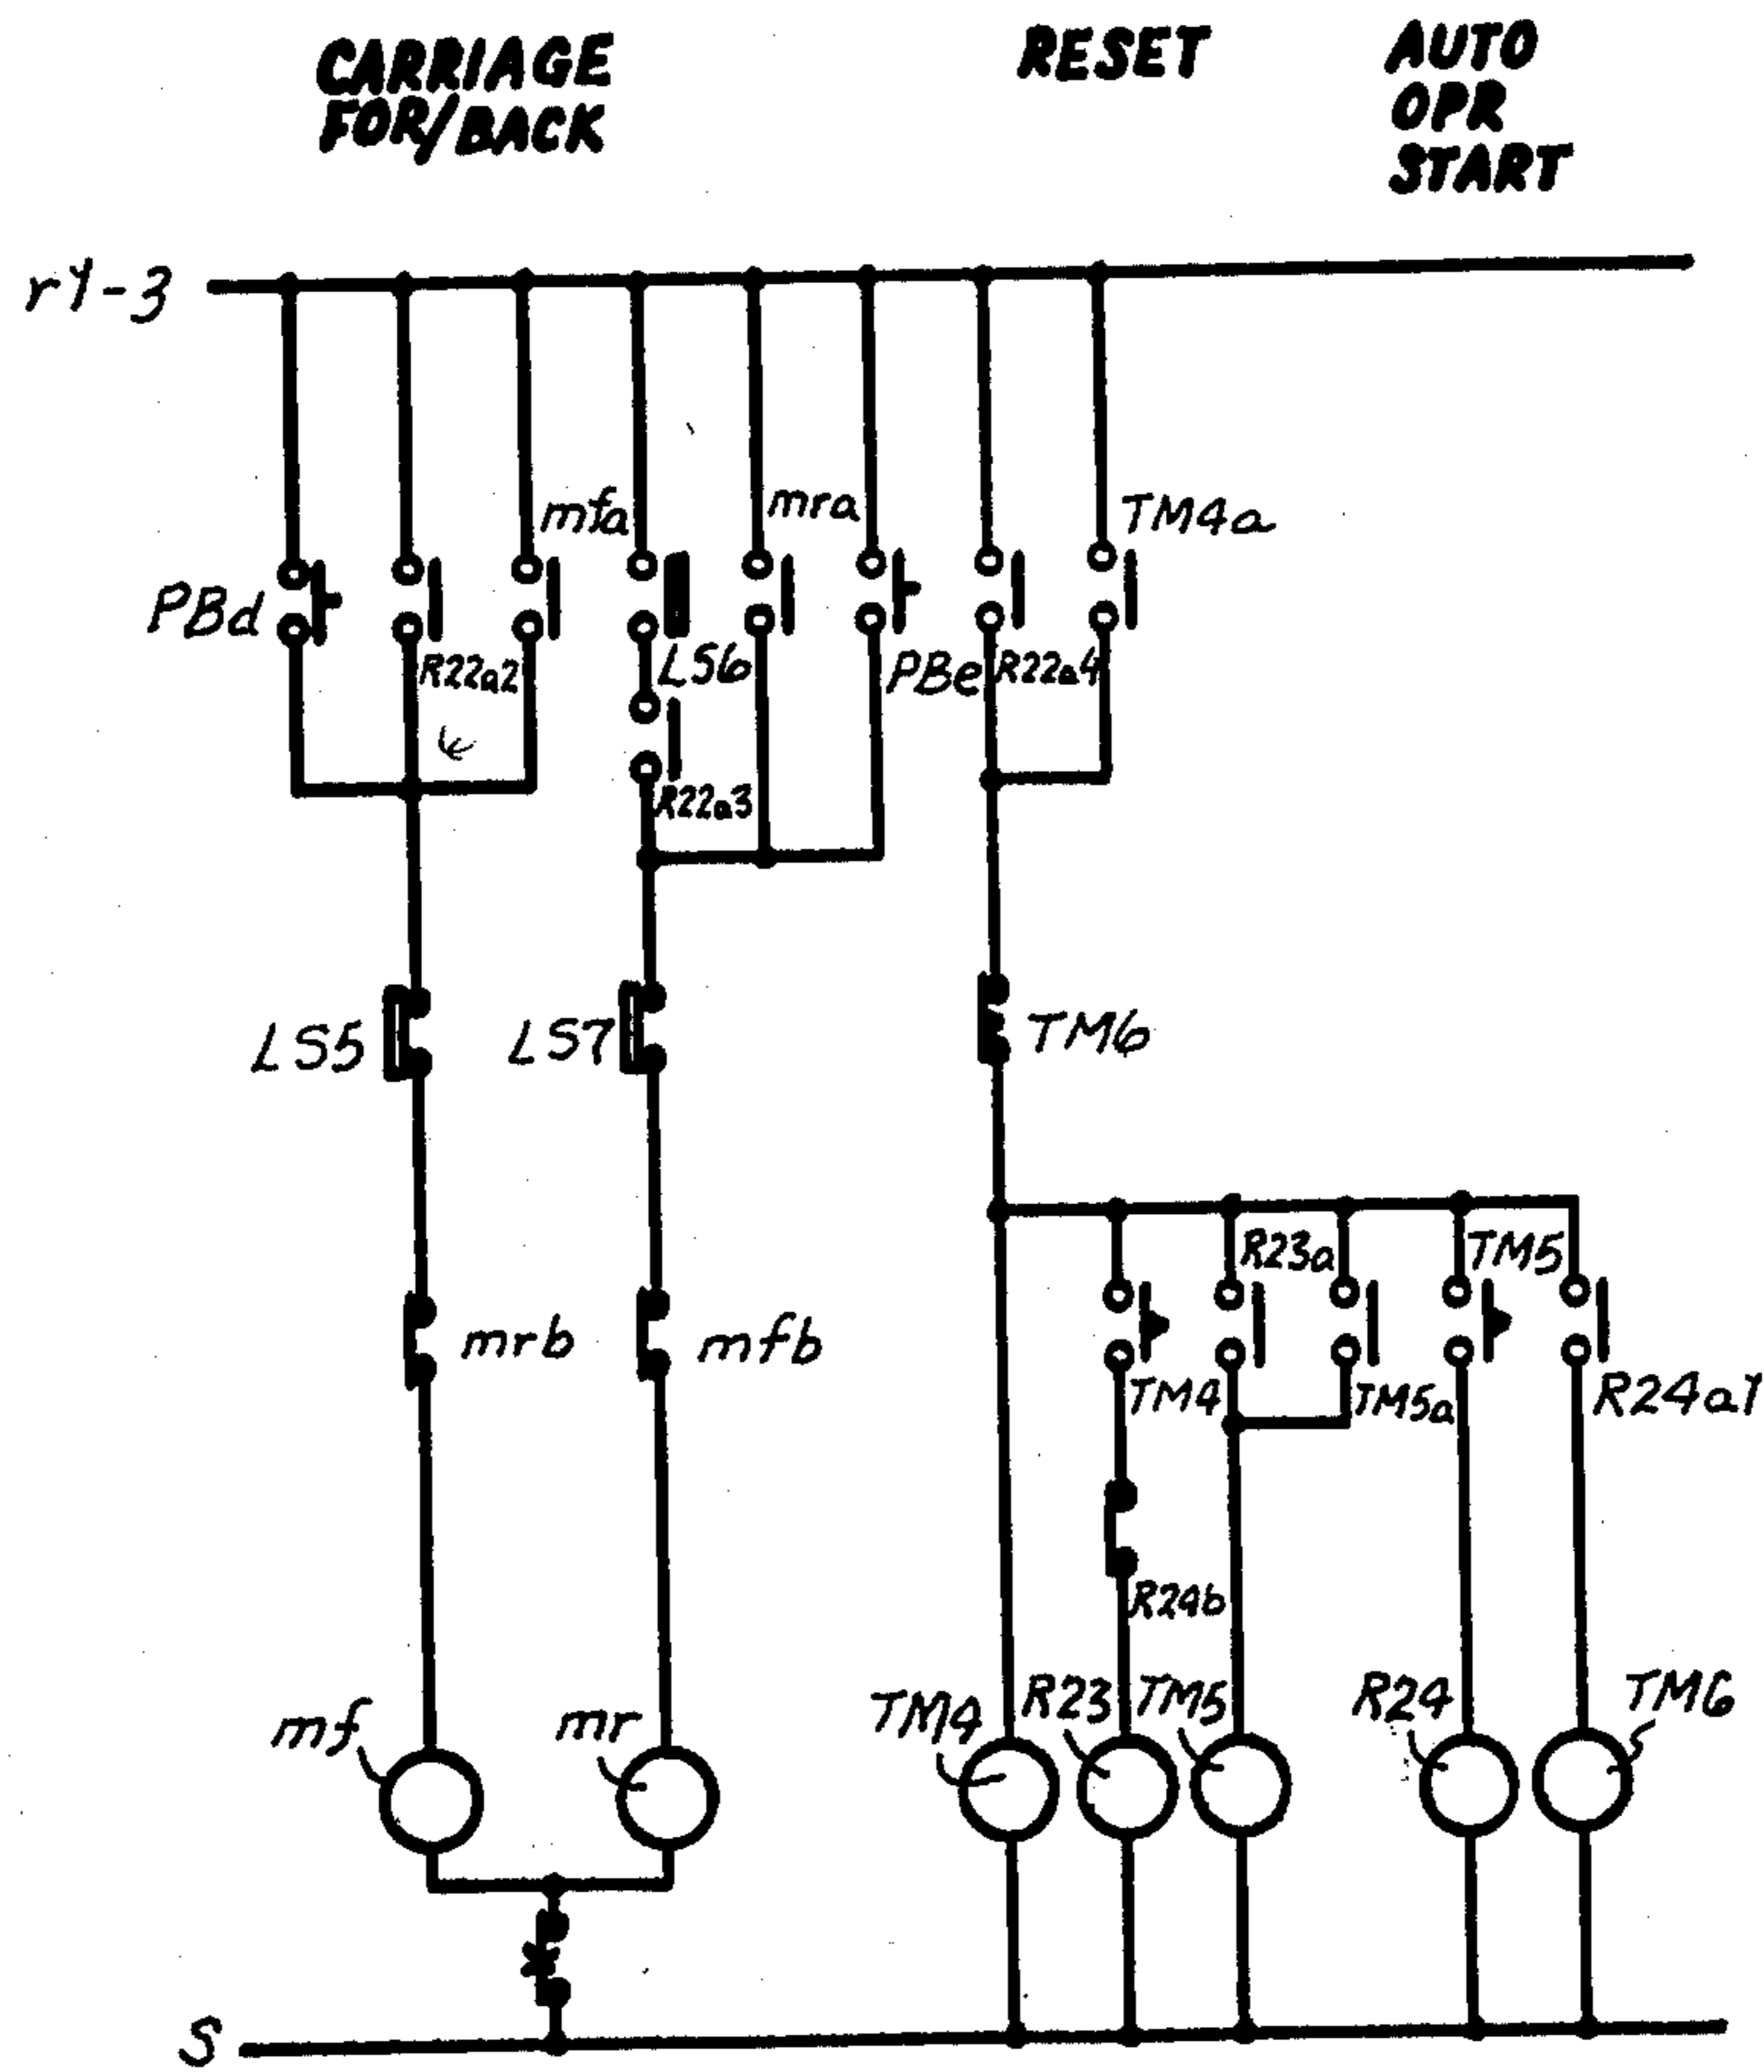 CARRIAGE
FOR/BACK
RESET
AUTO
OPR
START
r1-3
mfa
mra
TM4a
PBd
R22a2
LS6
PBe
R22a4
R22a3
LS5
LS7
TM6
R23a
TM5
mrb
mfb
TM4
TM5a
R24a1
R24b
mf
mr
TM4
R23
TM5
R24
TM6
S